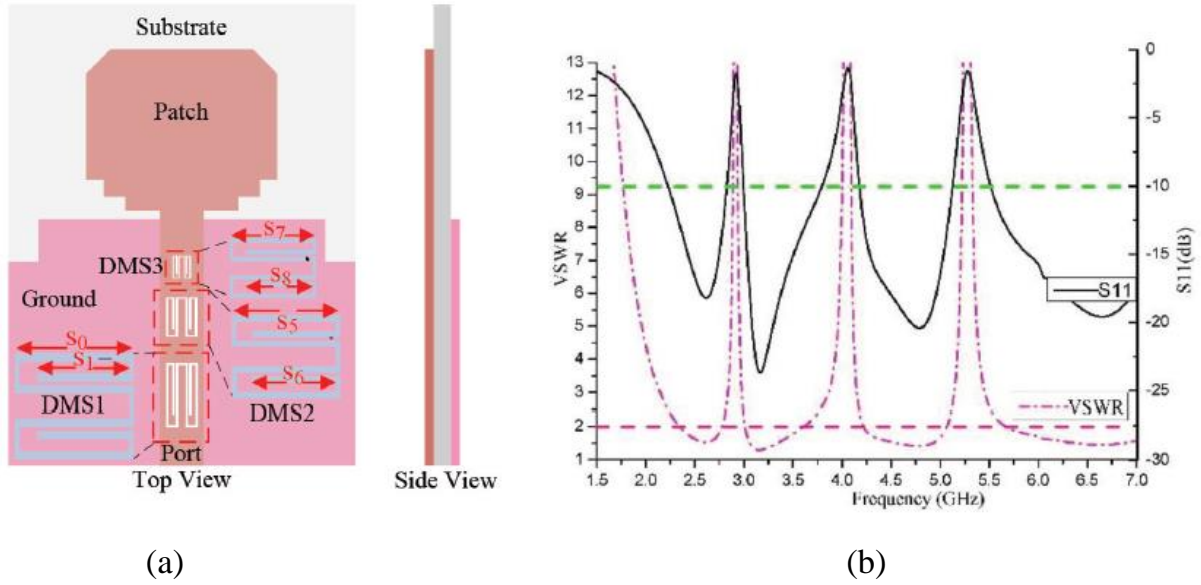 Substrate
Patch
S7
DMS3
S8
Ground
S5
S0
S1
S6
DMS1
DMS2
Port
Top View
Side View
(a)
13
12
11
10
9
8
7
6
5
4
3
2
1
VSWR
0
-5
-10
-15
-20
-25
-30
S11(dB)
S11
VSWR
1.5 2.0 2.5 3.0 3.5 4.0 4.5 5.0 5.5 6.0 6.5 7.0
Frequency (GHz)
(b)